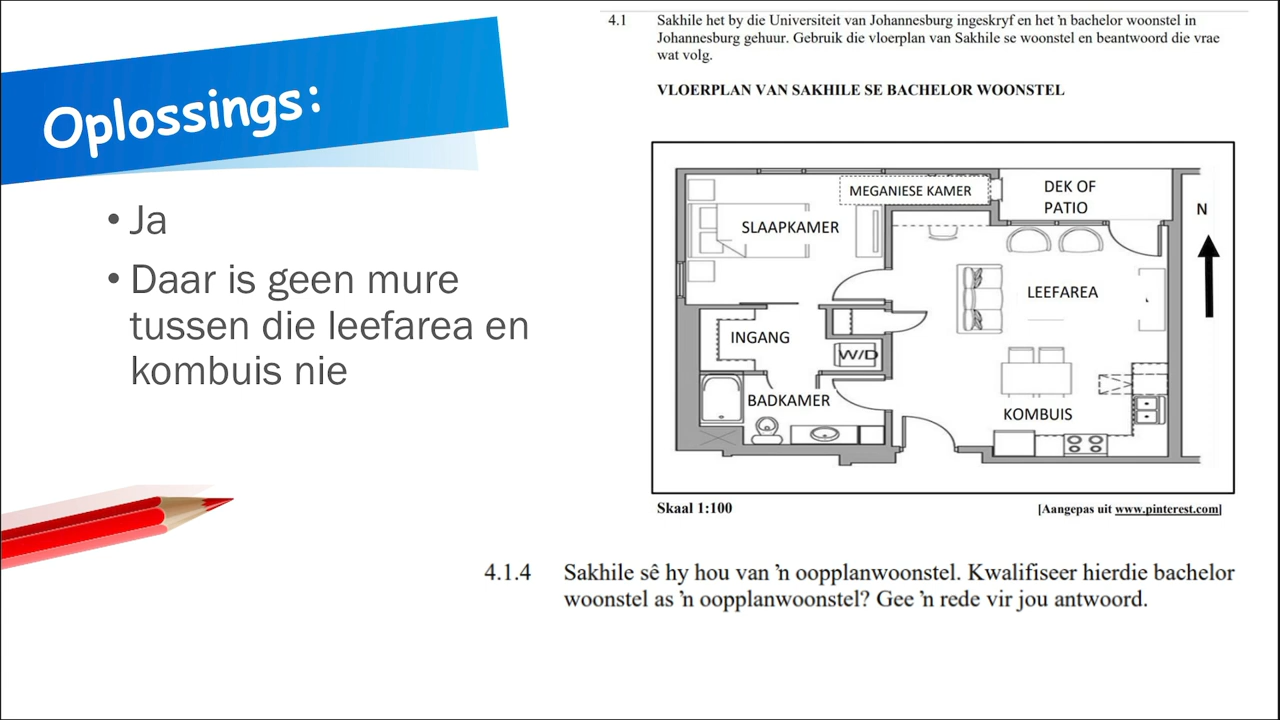 Oplossings:
• Ja
• Daar is geen mure
tussen die leefarea en
kombuis nie
4.1 Sakhile het by die Universiteit van Johannesburg ingeskryf en het 'n bachelor woonstel in
Johannesburg gehuur. Gebruik die vloerplan van Sakhile se woonstel en beantwoord die vrae
wat volg.
VLOERPLAN VAN SAKHILE SE BACHELOR WOONSTEL
MEGANIESE KAMER
DEK OF
PATIO
N
SLAAPKAMER
LEEFAREA
INGANG
W/D
BADKAMER
KOMBUIS
Skaal 1:100
[Aangepas uit www.pinterest.com]
4.1.4 Sakhile sê hy hou van 'n oopplanwoonstel. Kwalifiseer hierdie bachelor
woonstel as 'n oopplanwoonstel? Gee 'n rede vir jou antwoord.